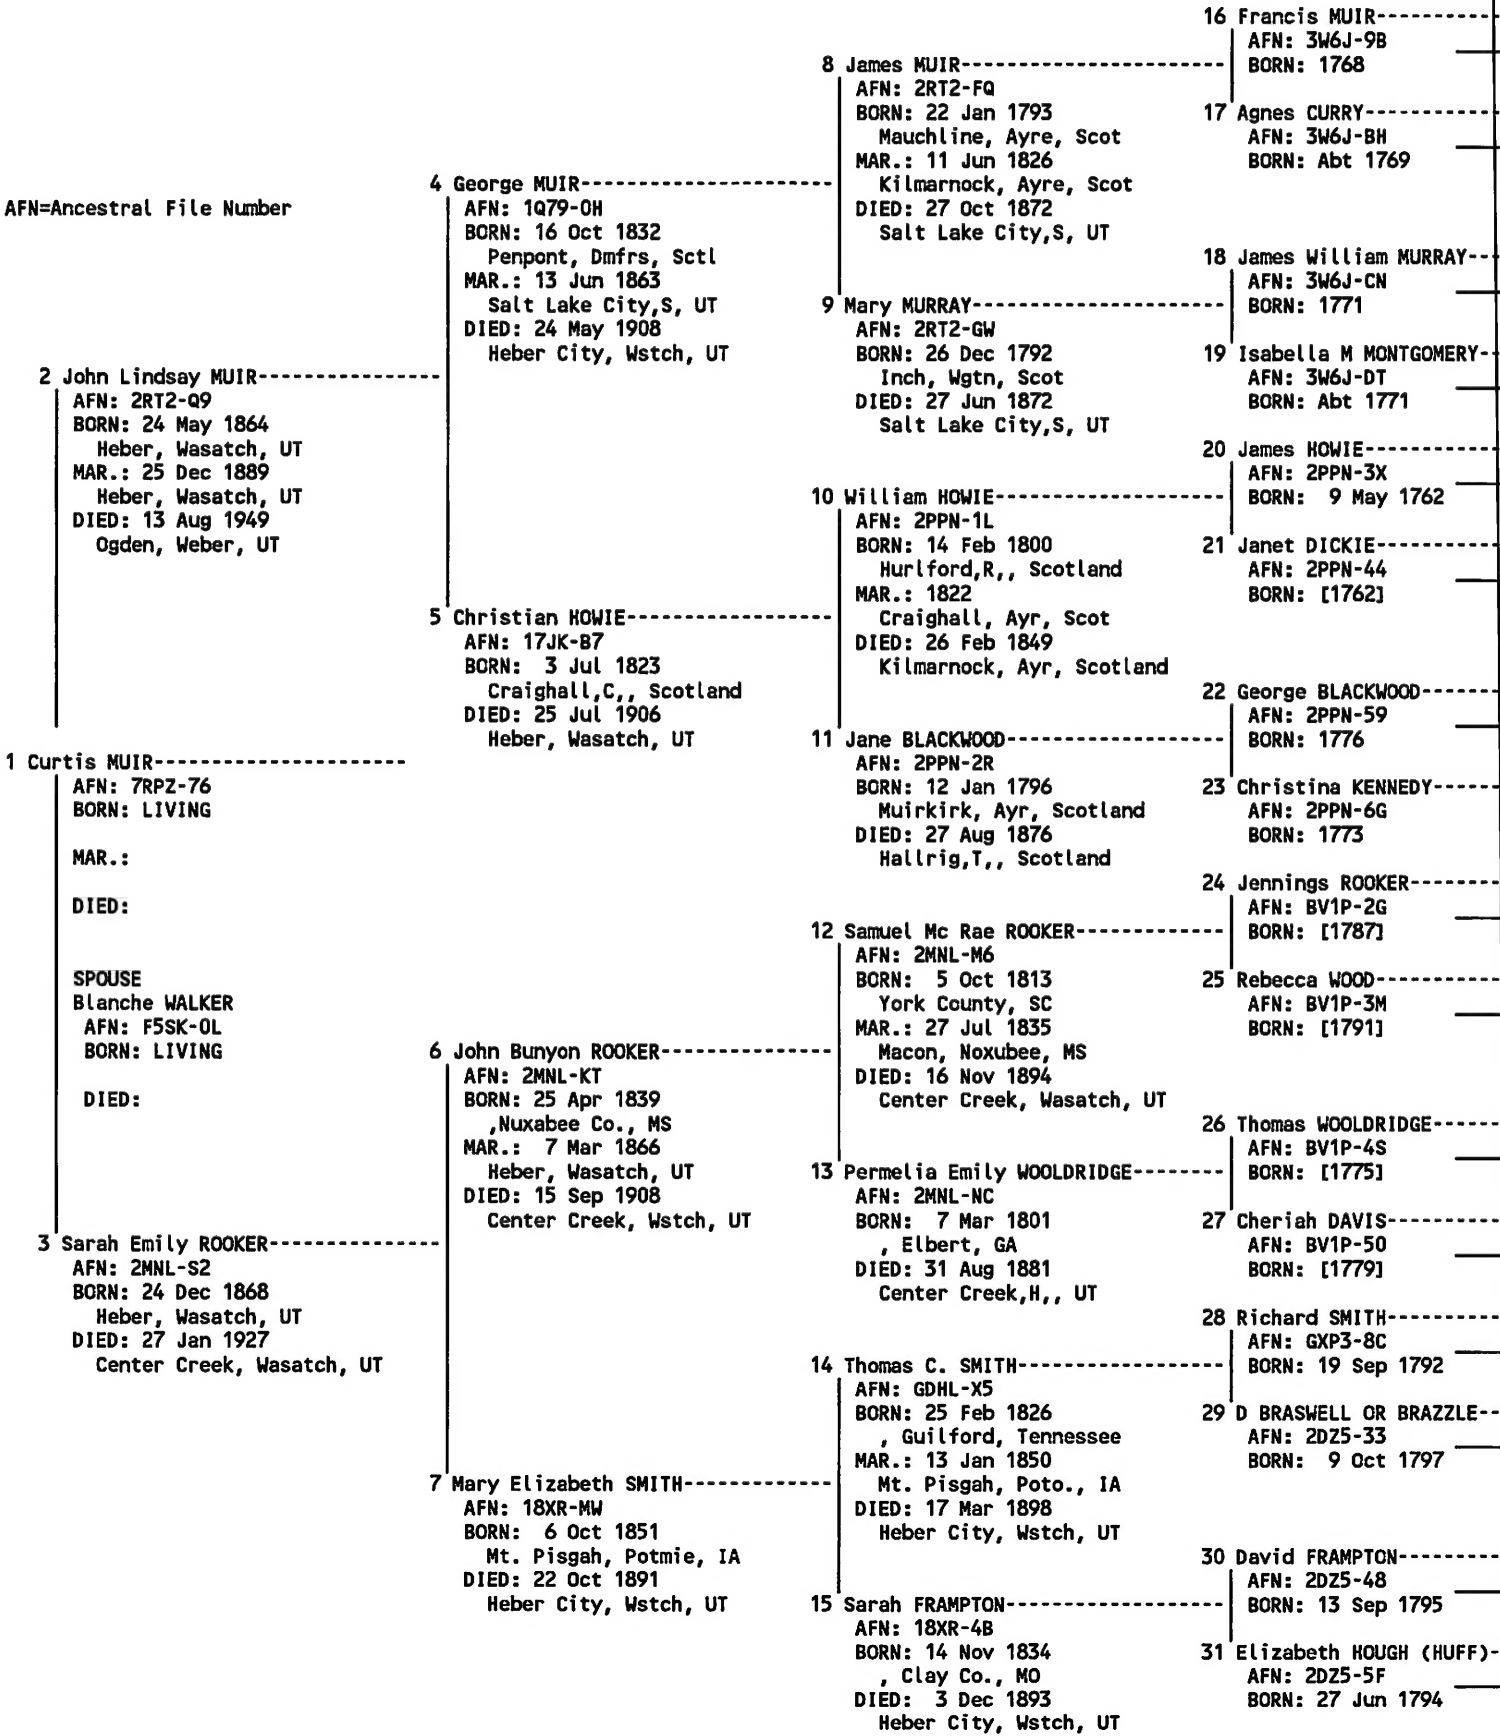 AFN=Ancestral File Number
1 Curtis MUIR---------------------
AFN: 7RPZ-76
BORN: LIVING
MAR.:
DIED:
SPOUSE
Blanche WALKER
AFN: F5SK-0L
BORN: LIVING
DIED:
2 John Lindsay MUIR---------------
AFN: 2RT2-Q9
BORN: 24 May 1864
Heber, Wasatch, UT
MAR.: 25 Dec 1889
Heber, Wasatch, UT
DIED: 13 Aug 1949
Ogden, Weber, UT
3 Sarah Emily ROOKER--------------
AFN: 2MNL-S2
BORN: 24 Dec 1868
Heber, Wasatch, UT
DIED: 27 Jan 1927
Center Creek, Wasatch, UT
4 George MUIR---------------------
AFN: 1Q79-0H
BORN: 16 Oct 1832
Penpont, Dmfrs, Sctl
MAR.: 13 Jun 1863
Salt Lake City,S, UT
DIED: 24 May 1908
Heber City, Wstch, UT
5 Christian HOWIE-----------------
AFN: 17JK-B7
BORN:  3 Jul 1823
Craighall,C,, Scotland
DIED: 25 Jul 1906
Heber, Wasatch, UT
6 John Bunyon ROOKER--------------
AFN: 2MNL-KT
BORN: 25 Apr 1839
,Nuxabee Co., MS
MAR.:  7 Mar 1866
Heber, Wasatch, UT
DIED: 15 Sep 1908
Center Creek, Wstch, UT
7 Mary Elizabeth SMITH------------
AFN: 18XR-MW
BORN:  6 Oct 1851
Mt. Pisgah, Potmie, IA
DIED: 22 Oct 1891
Heber City, Wstch, UT
8 James MUIR----------------------
AFN: 2RT2-FQ
BORN: 22 Jan 1793
Mauchline, Ayre, Scot
MAR.: 11 Jun 1826
Kilmarnock, Ayre, Scot
DIED: 27 Oct 1872
Salt Lake City,S, UT
9 Mary MURRAY---------------------
AFN: 2RT2-GW
BORN: 26 Dec 1792
Inch, Wgtn, Scot
DIED: 27 Jun 1872
Salt Lake City,S, UT
10 William HOWIE-------------------
AFN: 2PPN-1L
BORN: 14 Feb 1800
Hurlford,R,, Scotland
MAR.: 1822
Craighall, Ayr, Scot
DIED: 26 Feb 1849
Kilmarnock, Ayr, Scotland
11 Jane BLACKWOOD------------------
AFN: 2PPN-2R
BORN: 12 Jan 1796
Muirkirk, Ayr, Scotland
DIED: 27 Aug 1876
Hallrig,T,, Scotland
12 Samuel Mc Rae ROOKER------------
AFN: 2MNL-M6
BORN:  5 Oct 1813
York County, SC
MAR.: 27 Jul 1835
Macon, Noxubee, MS
DIED: 16 Nov 1894
Center Creek, Wasatch, UT
13 Permelia Emily WOOLDRIDGE-------
AFN: 2MNL-NC
BORN:  7 Mar 1801
, Elbert, GA
DIED: 31 Aug 1881
Center Creek,H,, UT
14 Thomas C. SMITH-----------------
AFN: GDHL-X5
BORN: 25 Feb 1826
, Guilford, Tennessee
MAR.: 13 Jan 1850
Mt. Pisgah, Poto., IA
DIED: 17 Mar 1898
Heber City, Wstch, UT
15 Sarah FRAMPTON------------------
AFN: 18XR-4B
BORN: 14 Nov 1834
, Clay Co., MO
DIED:  3 Dec 1893
Heber City, Wstch, UT
16 Francis MUIR----------
AFN: 3W6J-9B
BORN: 1768
17 Agnes CURRY-----------
AFN: 3W6J-BH
BORN: Abt 1769
18 James William MURRAY--
AFN: 3W6J-CN
BORN: 1771
19 Isabella M MONTGOMERY-
AFN: 3W6J-DT
BORN: Abt 1771
20 James HOWIE-----------
AFN: 2PPN-3X
BORN:  9 May 1762
21 Janet DICKIE----------
AFN: 2PPN-44
BORN: [1762]
22 George BLACKWOOD------
AFN: 2PPN-59
BORN: 1776
23 Christina KENNEDY-----
AFN: 2PPN-6G
BORN: 1773
24 Jennings ROOKER-------
AFN: BV1P-2G
BORN: [1787]
25 Rebecca WOOD----------
AFN: BV1P-3M
BORN: [1791]
26 Thomas WOOLDRIDGE-----
AFN: BV1P-4S
BORN: [1775]
27 Cheriah DAVIS---------
AFN: BV1P-50
BORN: [1779]
28 Richard SMITH---------
AFN: GXP3-8C
BORN: 19 Sep 1792
29 D BRASWELL OR BRAZZLE--
AFN: 2DZ5-33
BORN:  9 Oct 1797
30 David FRAMPTON--------
AFN: 2DZ5-48
BORN: 13 Sep 1795
31 Elizabeth HOUGH (HUFF)-
AFN: 2DZ5-5F
BORN: 27 Jun 1794